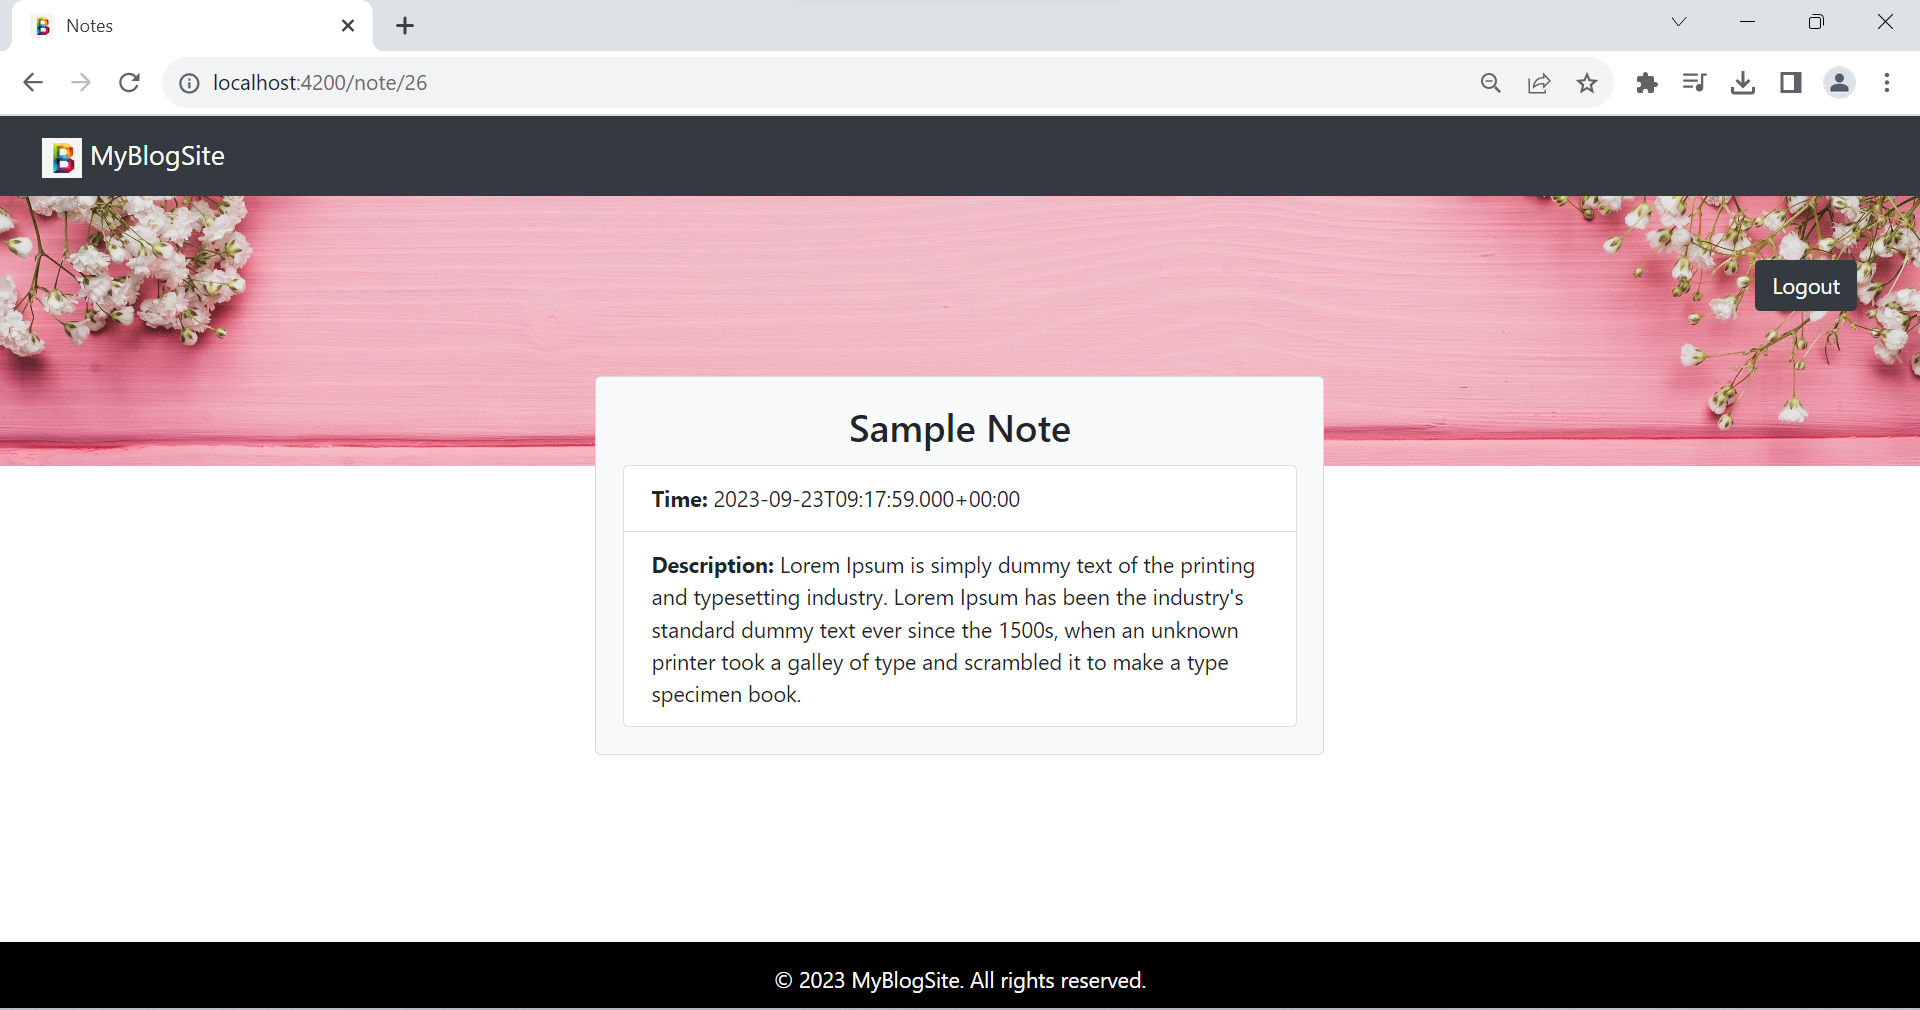 Notes
localhost:4200/note/26
B MyBlogSite
Logout
Sample Note
Time: 2023-09-23T09:17:59.000+00:00
Description: Lorem Ipsum is simply dummy text of the printing
and typesetting industry. Lorem Ipsum has been the industry's
standard dummy text ever since the 1500s, when an unknown
printer took a galley of type and scrambled it to make a type
specimen book.
© 2023 MyBlogSite. All rights reserved.